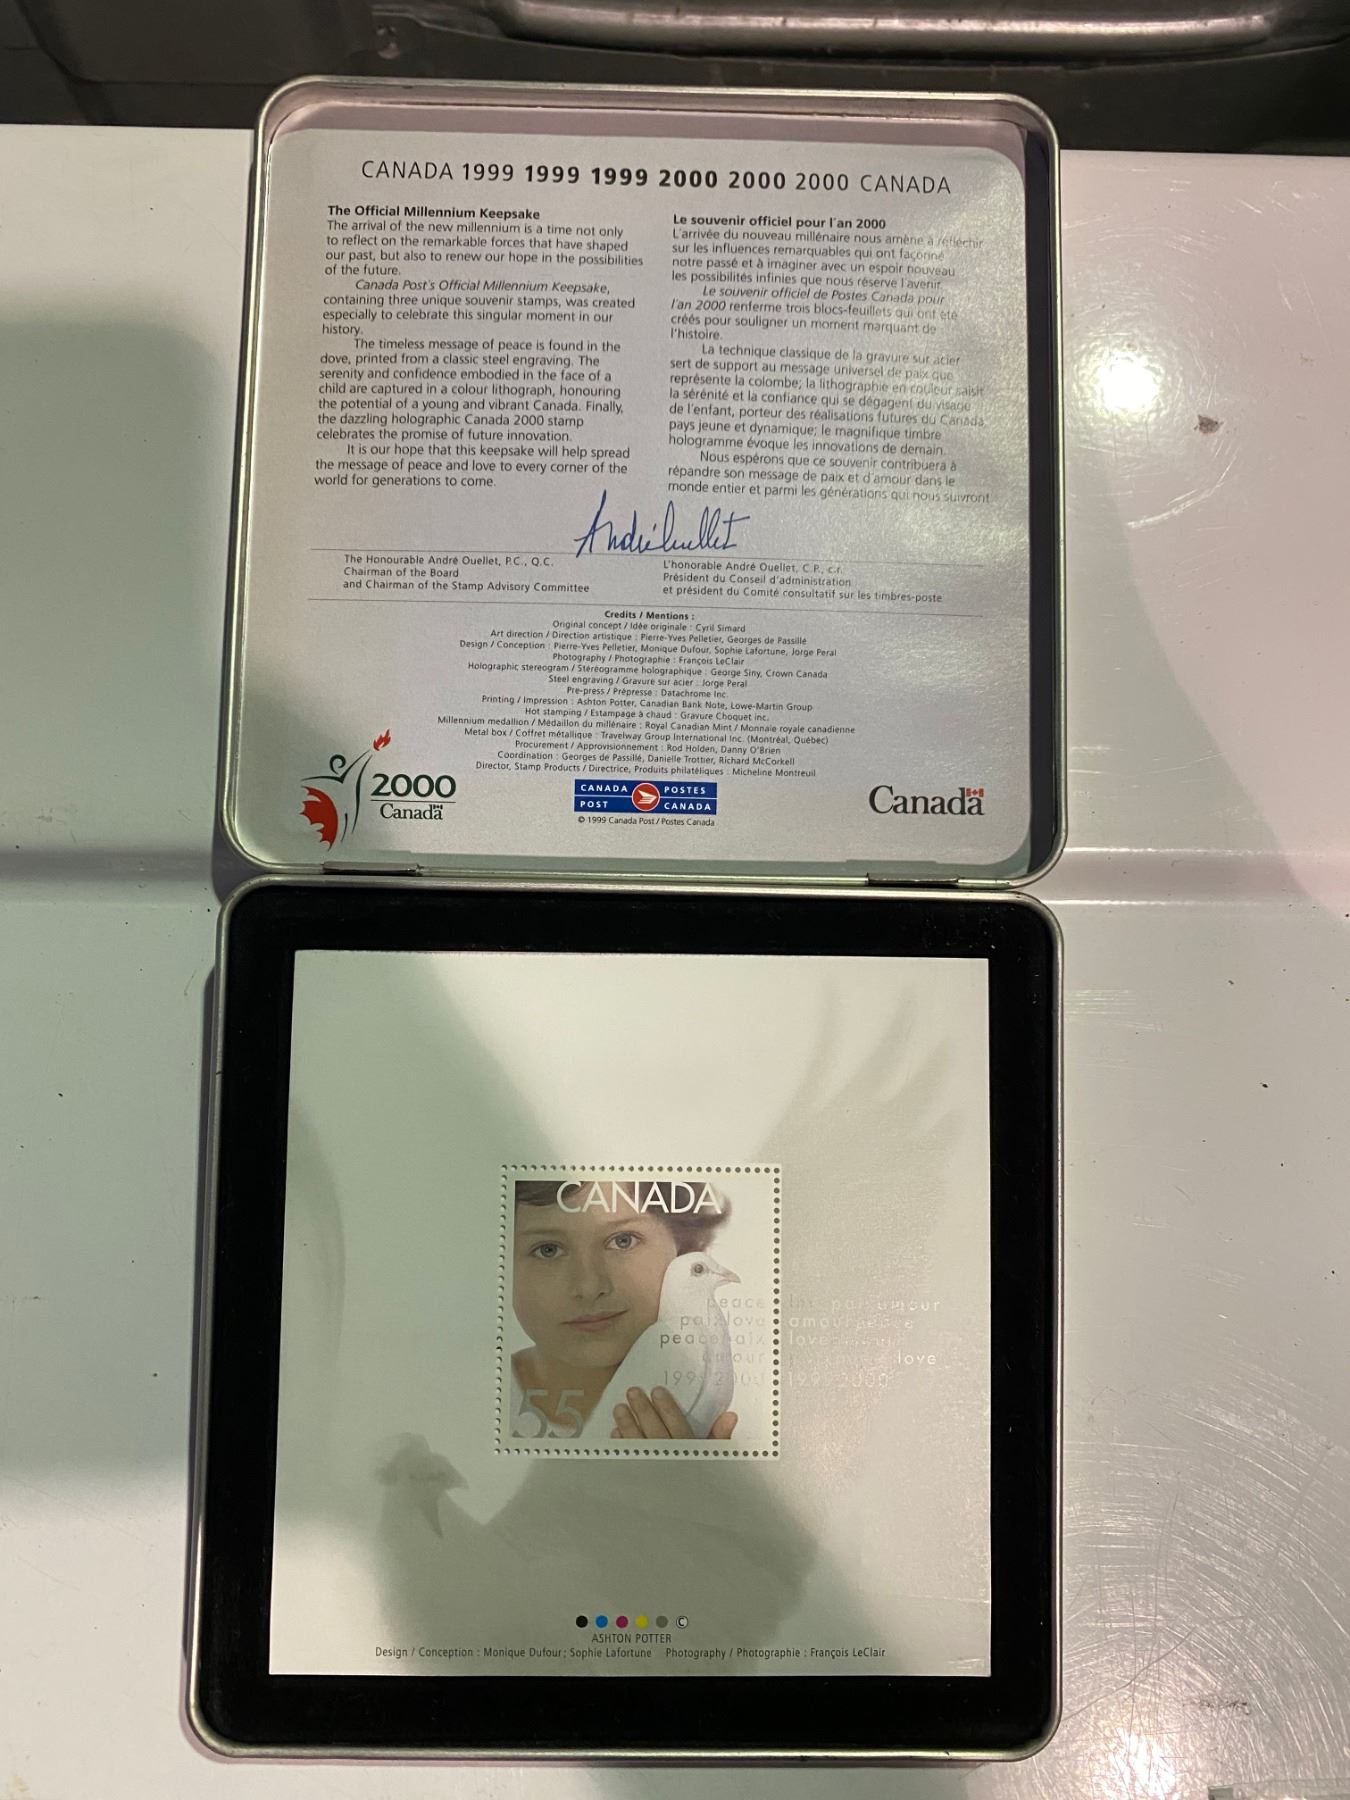 CANADA 1999 1999 1999 2000 2000 2000 CANADA
The Official Millennium Keepsake
The arrival of the new millennium is a time not only
to reflect on the remarkable forces that have shaped
our past, but also to renew our hope in the possibilities
of the future.
Canada Post's Official Millennium Keepsake,
containing three unique souvenir stamps, was created
especially to celebrate this singular moment in our
history.
The timeless message of peace is found in the
dove, printed from a classic steel engraving. The
serenity and confidence embodied in the face of a
child are captured in a colour lithograph, honouring
the potential of a young and vibrant Canada. Finally,
the dazzling holographic Canada 2000 stamp
celebrates the promise of future innovation.
It is our hope that this keepsake will help spread
the message of peace and love to every corner of the
world for generations to come.
Le souvenir officiel pour l'an 2000
L'arrivée du nouveau millénaire nous amène à réfléchir
sur les influences remarquables qui ont façonné
notre passé et à imaginer avec un espoir nouveau
les possibilités infinies que nous réserve l'avenir.
Le souvenir officiel de Postes Canada pour
l'an 2000 renferme trois blocs-feuillets qui ont été
créés pour souligner un moment marquant de
l'histoire.
La technique classique de la gravure sur acier
sert de support au message universel de paix que
représente la colombe; la lithographie en couleur saisit
la sérénité et la confiance qui se dégagent du visage
de l'enfant, porteur des réalisations futures du Canada,
pays jeune et dynamique; le magnifique timbre
hologramme évoque les innovations de demain.
Nous espérons que ce souvenir contribuera à
répandre son message de paix et d'amour dans le
monde entier et parmi les générations qui nous suivront
André Ouellet
The Honourable André Ouellet, P.C., Q.C.
Chairman of the Board
and Chairman of the Stamp Advisory Committee
L'honorable André Ouellet, C.P., c.r.
Président du Conseil d'administration
et président du Comité consultatif sur les timbres-poste
Credits / Mentions :
Original concept / Idée originale : Cyril Simard
Art direction / Direction artistique : Pierre-Yves Pelletier, Georges de Passillé
Design / Conception : Pierre-Yves Pelletier, Monique Dufour, Sophie Lafortune, Jorge Peral
Photography / Photographie : François LeClair
Holographic stereogram / Stéréogramme holographique : George Siny, Crown Canada
Steel engraving / Gravure sur acier : Jorge Peral
Pre-press / Prépresse : Datachrome Inc.
Printing / Impression : Ashton Potter, Canadian Bank Note, Lowe-Martin Group
Hot stamping / Estampage à chaud : Gravure Choquet inc.
Millennium medallion / Médaillon du millénaire : Royal Canadian Mint / Monnaie royale canadienne
Metal box / Coffret métallique : Travelway Group International Inc. (Montréal, Québec)
Procurement / Approvisionnement : Rod Holden, Danny O'Brien
Coordination : Georges de Passillé, Danielle Trottier, Richard McCorkell
Director, Stamp Products / Directrice, Produits philatéliques : Micheline Montreuil
2000
Canada
CANADA POSTES
POST CANADA
© 1999 Canada Post / Postes Canada
Canada
CANADA
peace paix amour
paix love amour
peace paix love
amour love
1999 2000 1999 2000
55
©
ASHTON POTTER
Design / Conception : Monique Dufour; Sophie Lafortune Photography / Photographie : François LeClair